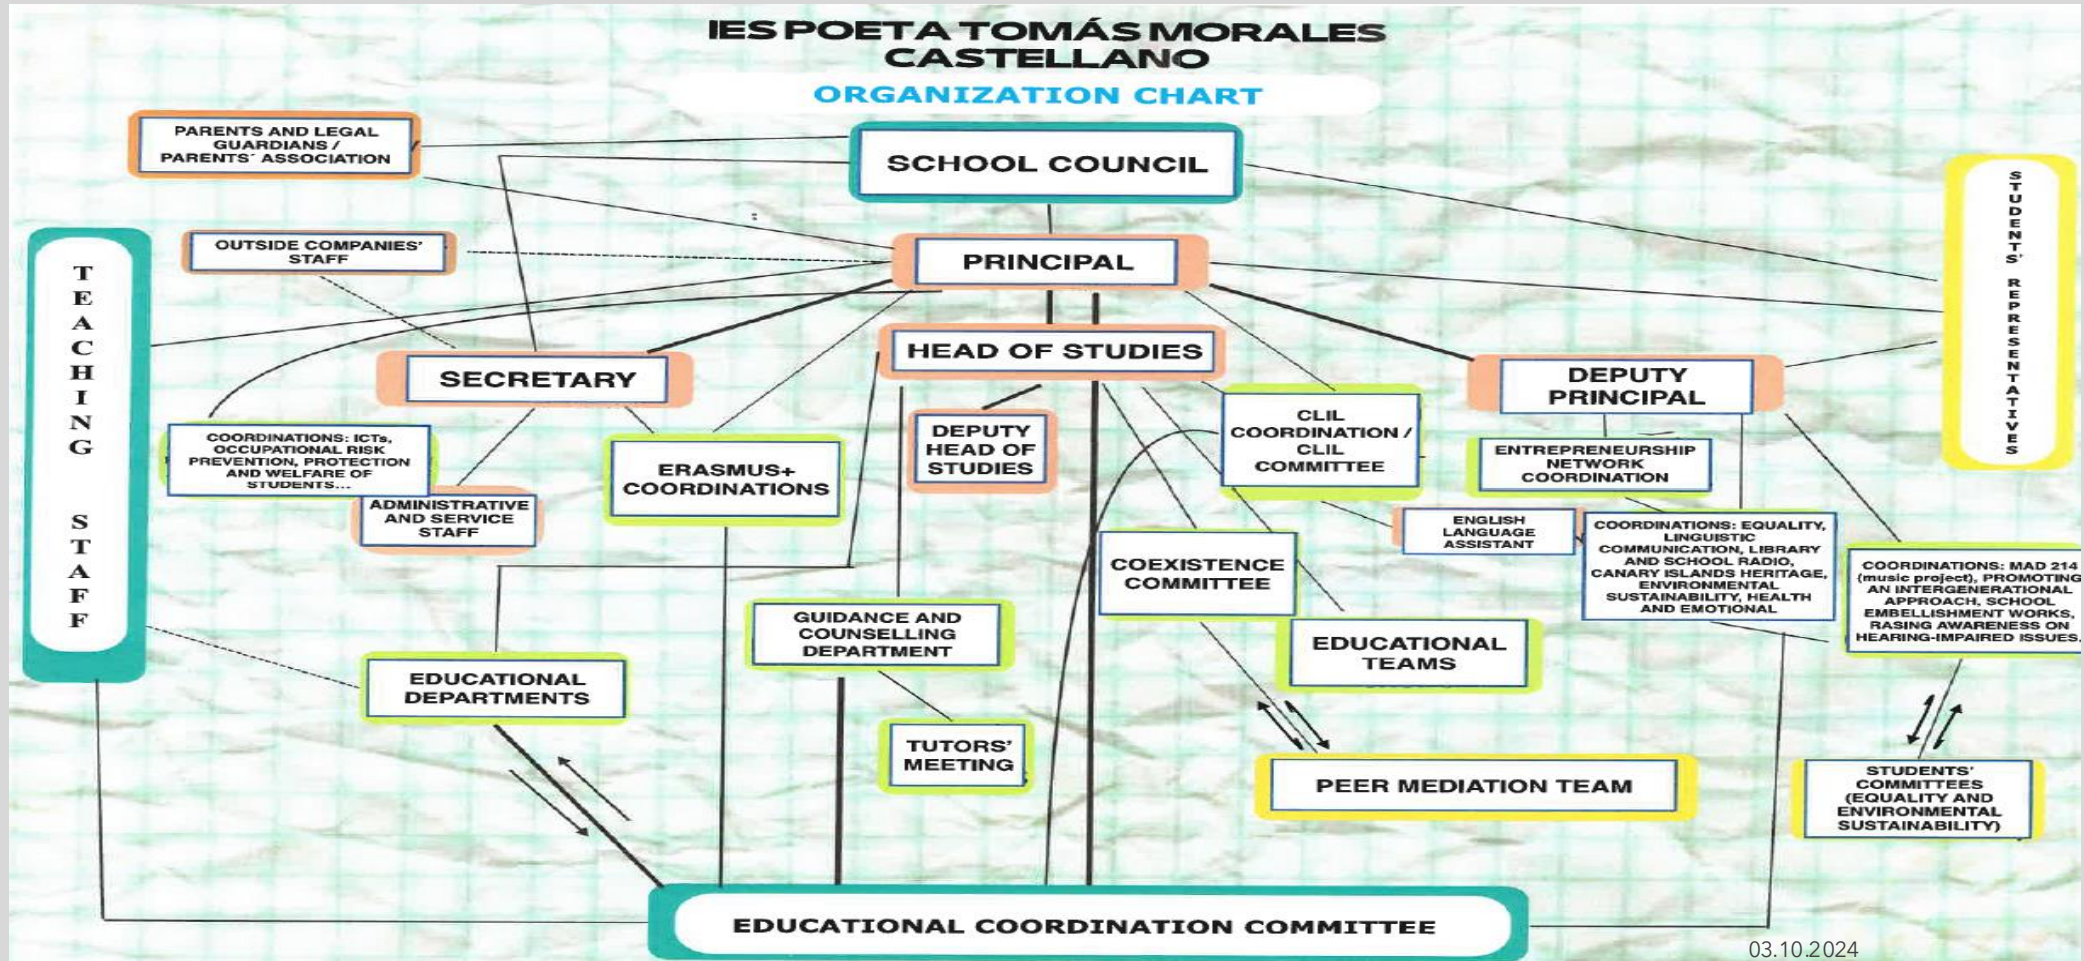 IES POETA TOMÁS MORALES
CASTELLANO
ORGANIZATION CHART
PARENTS AND LEGAL
GUARDIANS /
PARENTS´ ASSOCIATION
SCHOOL COUNCIL
STUDENTS' REPRESENTATIVES
TEACHING STAFF
OUTSIDE COMPANIES'
STAFF
PRINCIPAL
HEAD OF STUDIES
SECRETARY
DEPUTY
PRINCIPAL
COORDINATIONS: ICTs,
OCCUPATIONAL RISK
PREVENTION, PROTECTION
AND WELFARE OF
STUDENTS...
ADMINISTRATIVE
AND SERVICE
STAFF
ERASMUS+
COORDINATIONS
DEPUTY
HEAD OF
STUDIES
CLIL
COORDINATION /
CLIL
COMMITTEE
ENTREPRENEURSHIP
NETWORK
COORDINATION
ENGLISH
LANGUAGE
ASSISTANT
COORDINATIONS: EQUALITY,
LINGUISTIC
COMMUNICATION, LIBRARY
AND SCHOOL RADIO,
CANARY ISLANDS HERITAGE,
ENVIRONMENTAL
SUSTAINABILITY, HEALTH
AND EMOTIONAL
COORDINATIONS: MAD 214
(music project), PROMOTING
AN INTERGENERATIONAL
APPROACH, SCHOOL
EMBELLISHMENT WORKS,
RASING AWARENESS ON
HEARING-IMPAIRED ISSUES.
COEXISTENCE
COMMITTEE
GUIDANCE AND
COUNSELLING
DEPARTMENT
EDUCATIONAL
TEAMS
EDUCATIONAL
DEPARTMENTS
TUTORS'
MEETING
PEER MEDIATION TEAM
STUDENTS'
COMMITTEES
(EQUALITY AND
ENVIRONMENTAL
SUSTAINABILITY)
EDUCATIONAL COORDINATION COMMITTEE
03.10.2024